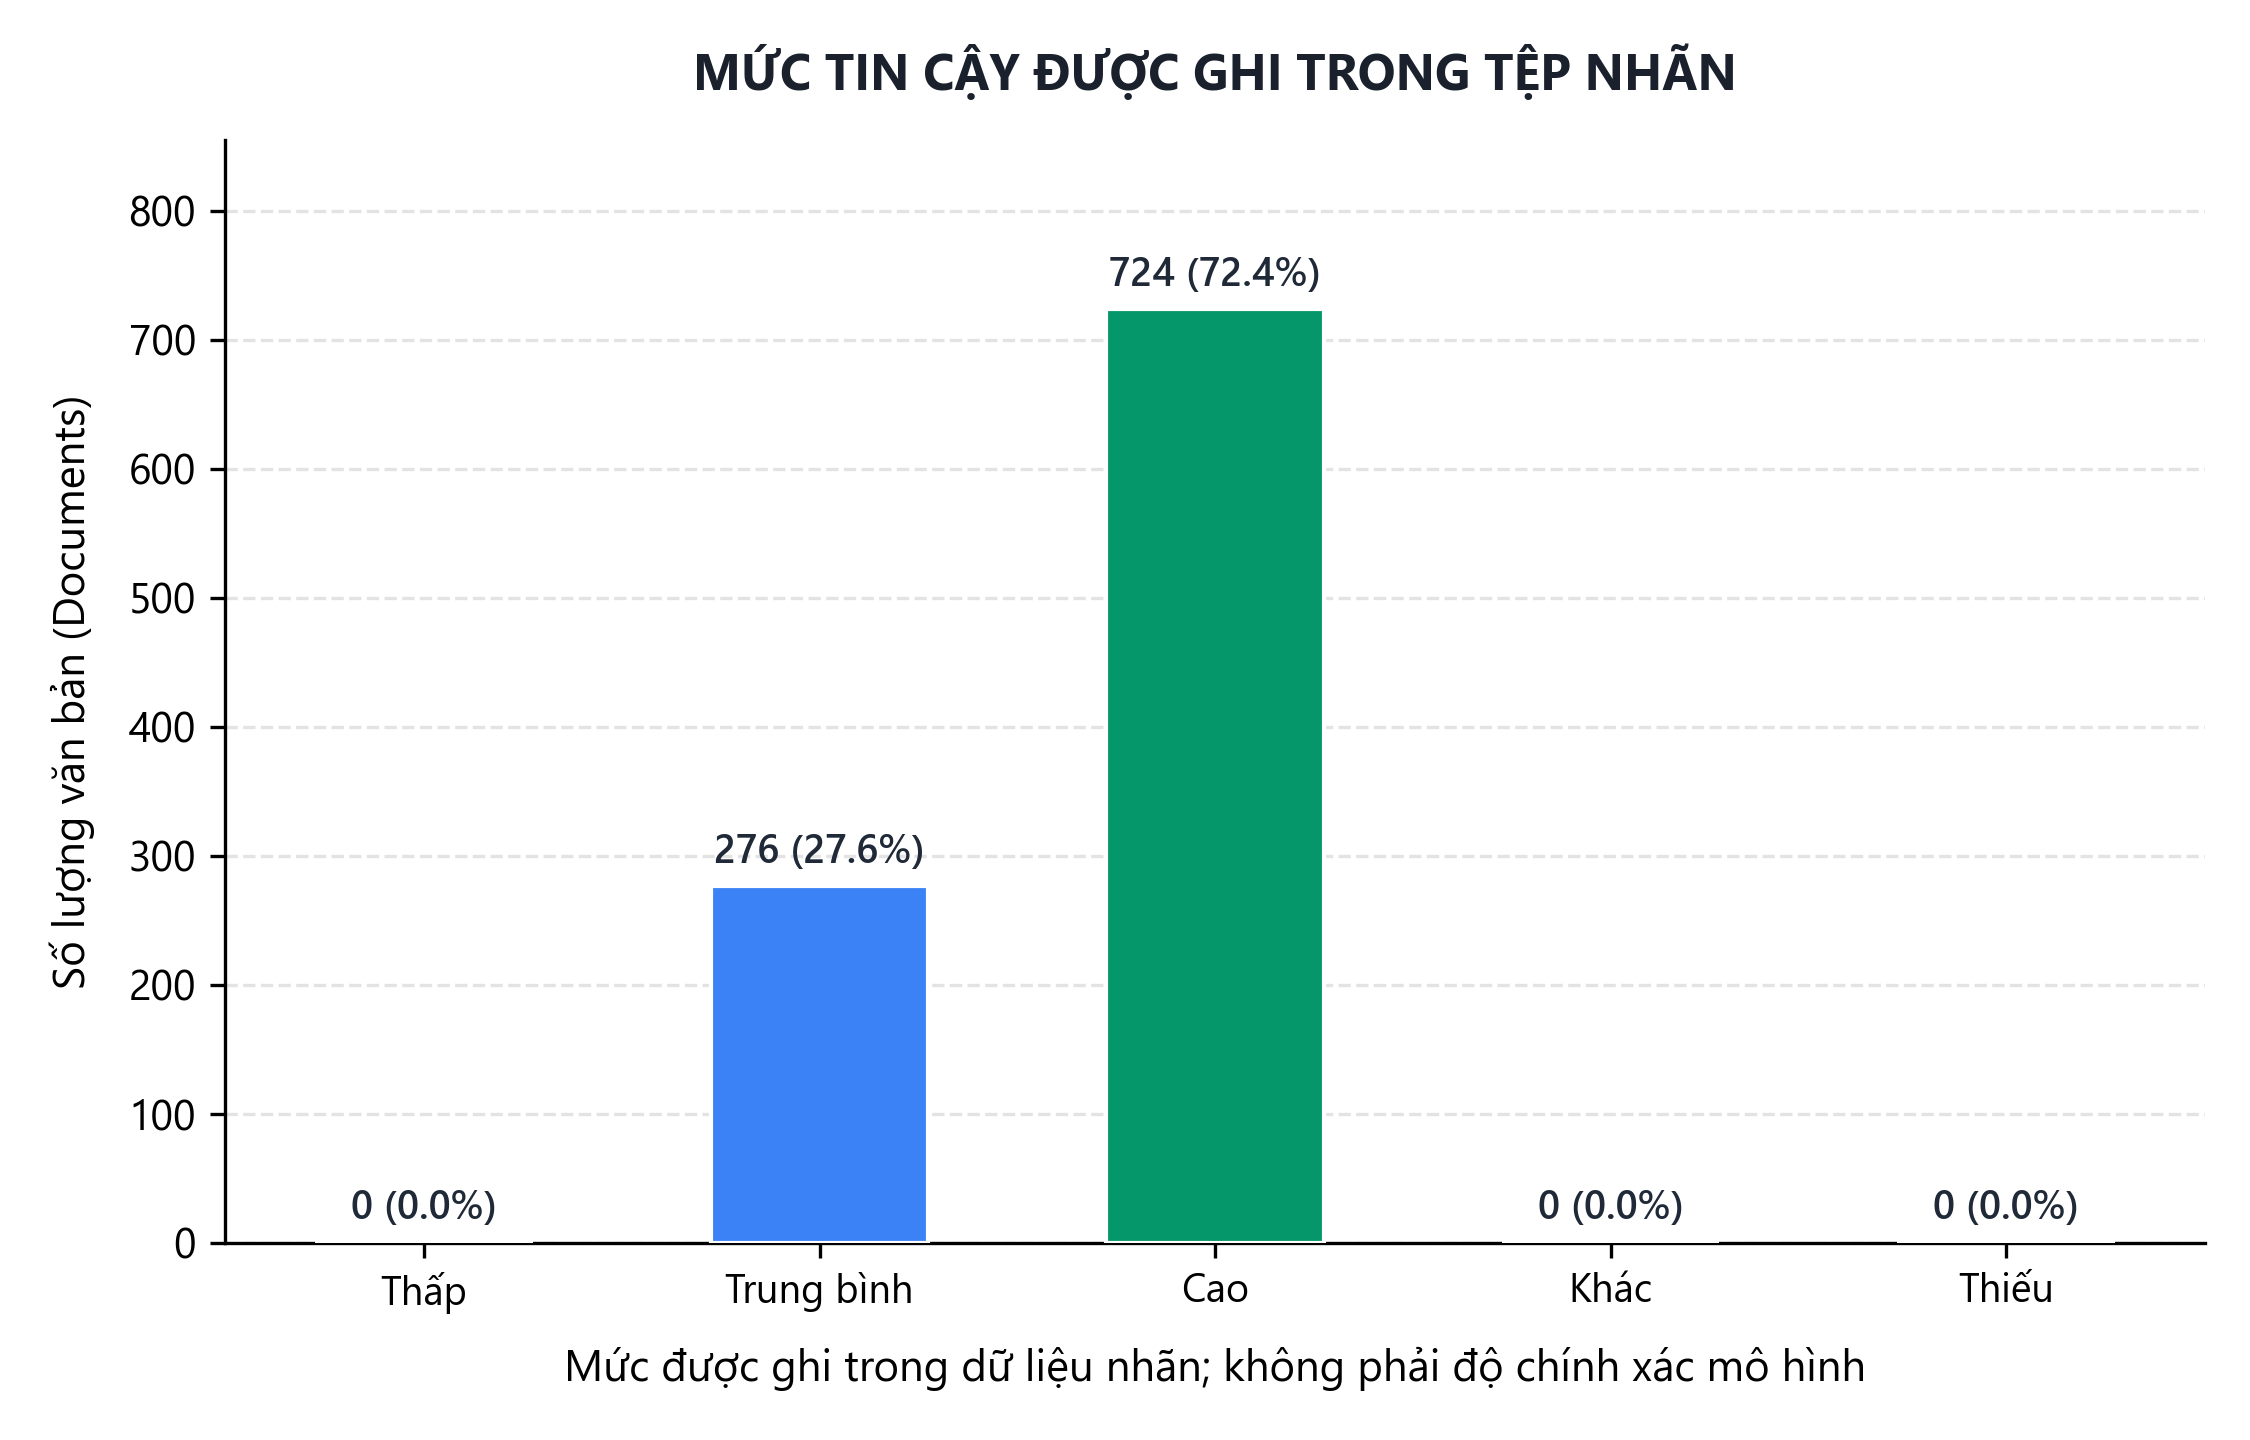 MỨC TIN CẬY ĐƯỢC GHI TRONG TỆP NHÃN
Số lượng văn bản (Documents)
800
700
600
500
400
300
200
100
0
0 (0.0%)
276 (27.6%)
724 (72.4%)
0 (0.0%)
0 (0.0%)
Thấp
Trung bình
Cao
Khác
Thiếu
Mức được ghi trong dữ liệu nhãn; không phải độ chính xác mô hình